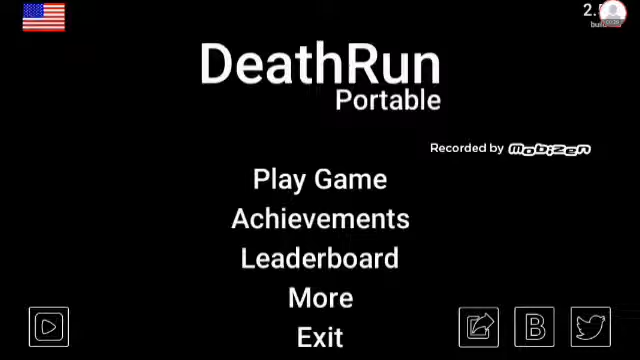 DeathRun
Portable
Recorded by mobizen
Play Game
Achievements
Leaderboard
More
Exit
B